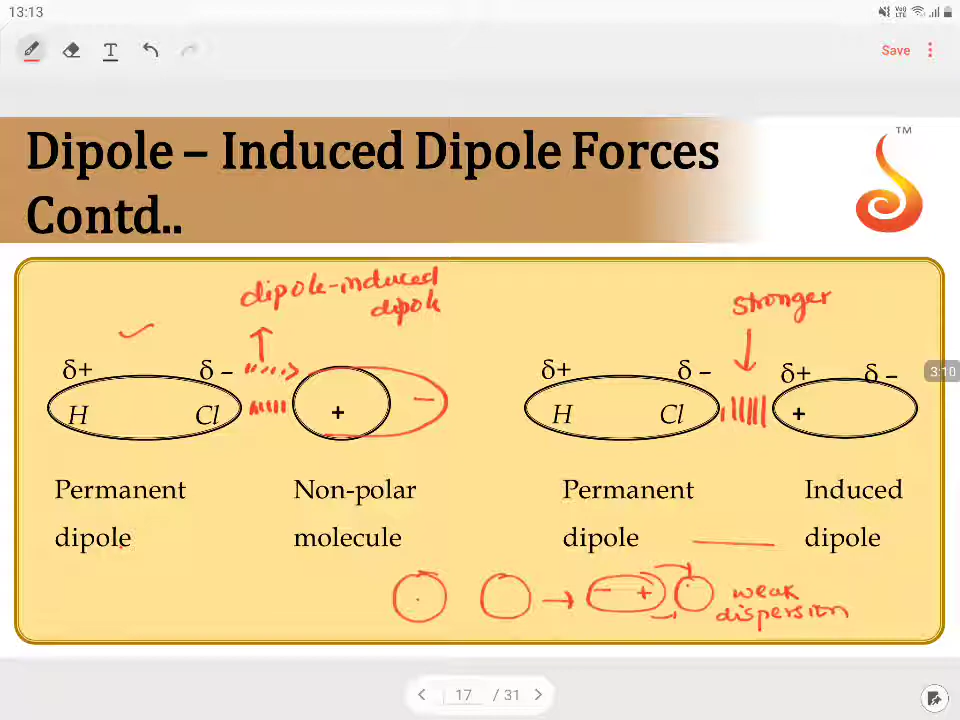 13:13
Save
TM
Dipole – Induced Dipole Forces
Contd..
dipole-induced
dipole
stronger
δ+ δ – δ+ δ – δ+ δ –
H Cl + – H Cl +
3:10
Permanent Non-polar Permanent Induced
dipole molecule dipole dipole
– + weak
dispersion
17 / 31